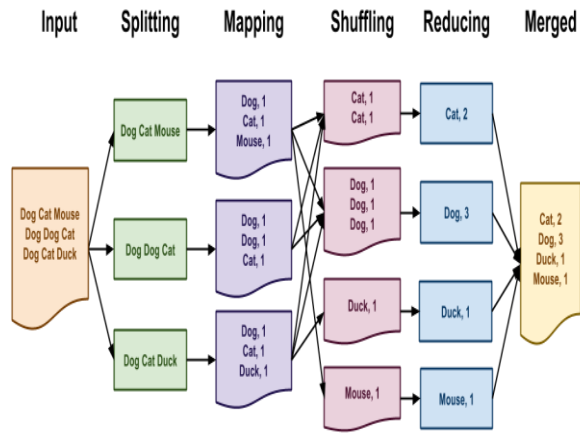 Input Splitting Mapping Shuffling Reducing Merged
Dog Cat Mouse
Dog Dog Cat
Dog Cat Duck
Dog Cat Mouse
Dog Dog Cat
Dog Cat Duck
Dog, 1
Cat, 1
Mouse, 1
Dog, 1
Dog, 1
Cat, 1
Dog, 1
Cat, 1
Duck, 1
Cat, 1
Cat, 1
Dog, 1
Dog, 1
Dog, 1
Duck, 1
Mouse, 1
Cat, 2
Dog, 3
Duck, 1
Mouse, 1
Cat, 2
Dog, 3
Duck, 1
Mouse, 1